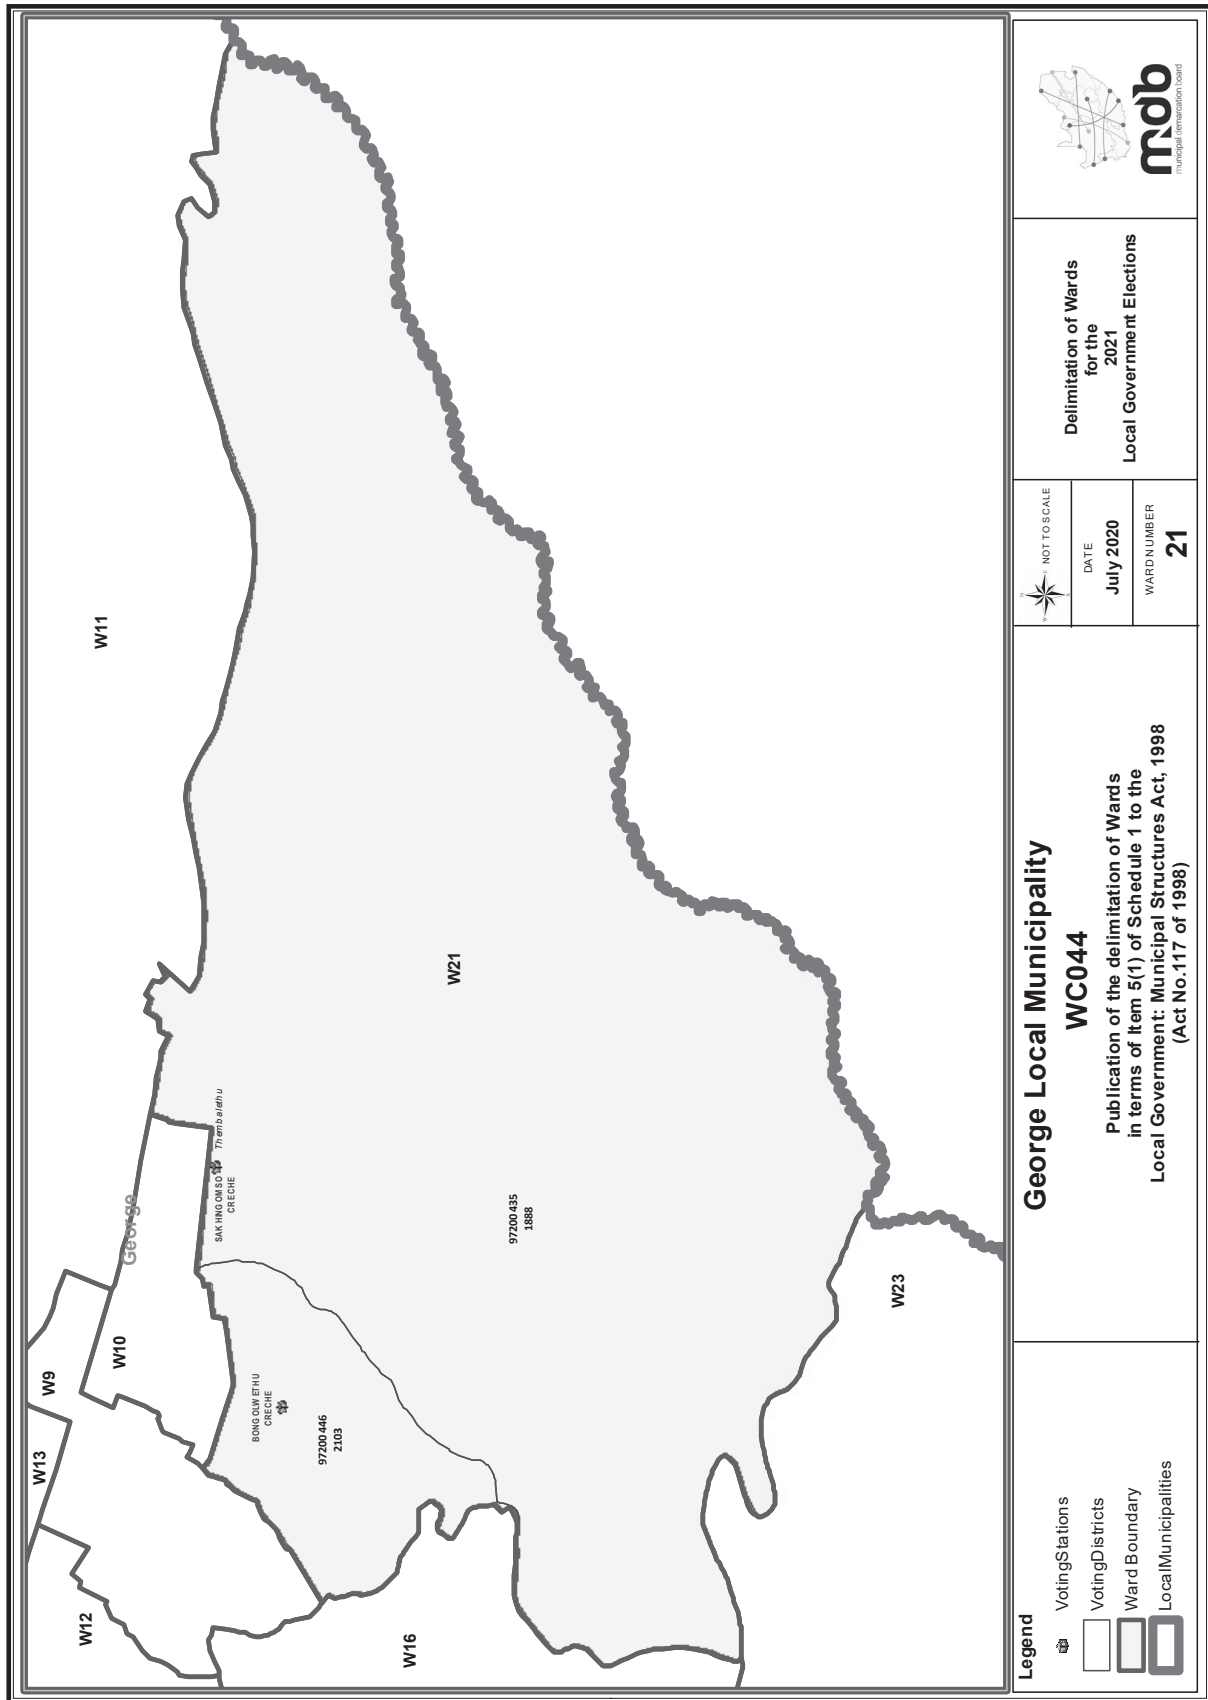 W11
W9
W13
W10
W12
George
Thembalethu
SAKHINGOMSO
CRECHE
BONGOLWETHU
CRECHE
97200446
2103
W21
97200435
1888
W16
W23
Legend
VotingStations
VotingDistricts
Ward Boundary
LocalMunicipalities
George Local Municipality
WC044
Publication of the delimitation of Wards
in terms of Item 5(1) of Schedule 1 to the
Local Government: Municipal Structures Act, 1998
(Act No.117 of 1998)
N
W
E
S
NOT TO SCALE
DATE
July 2020
WARD NUMBER
21
Delimitation of Wards
for the
2021
Local Government Elections
mdb
municipal demarcation board